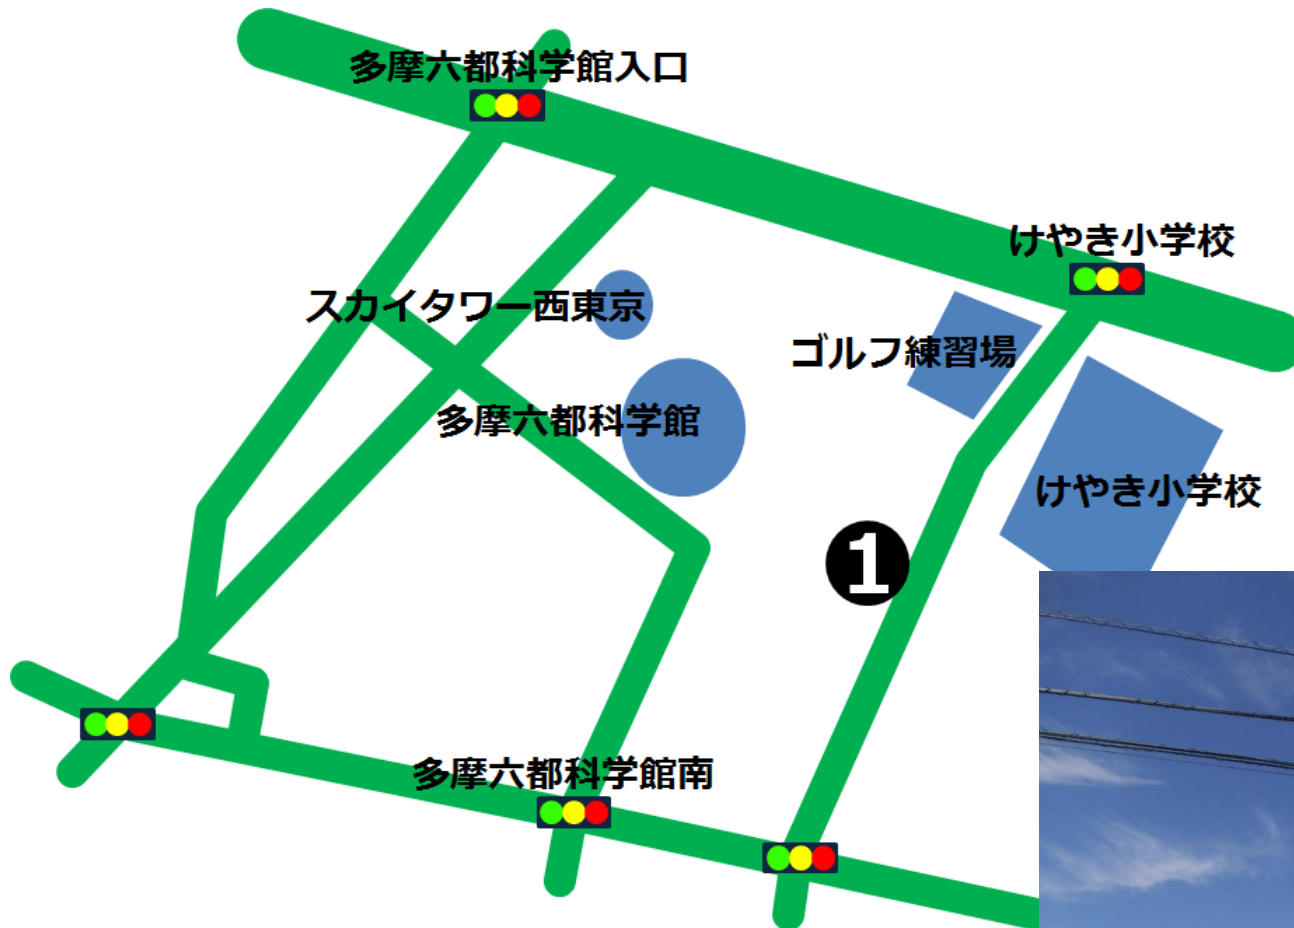 多摩六都科学館入口
けやき小学校
スカイタワー西東京
ゴルフ練習場
多摩六都科学館
けやき小学校
1
多摩六都科学館南